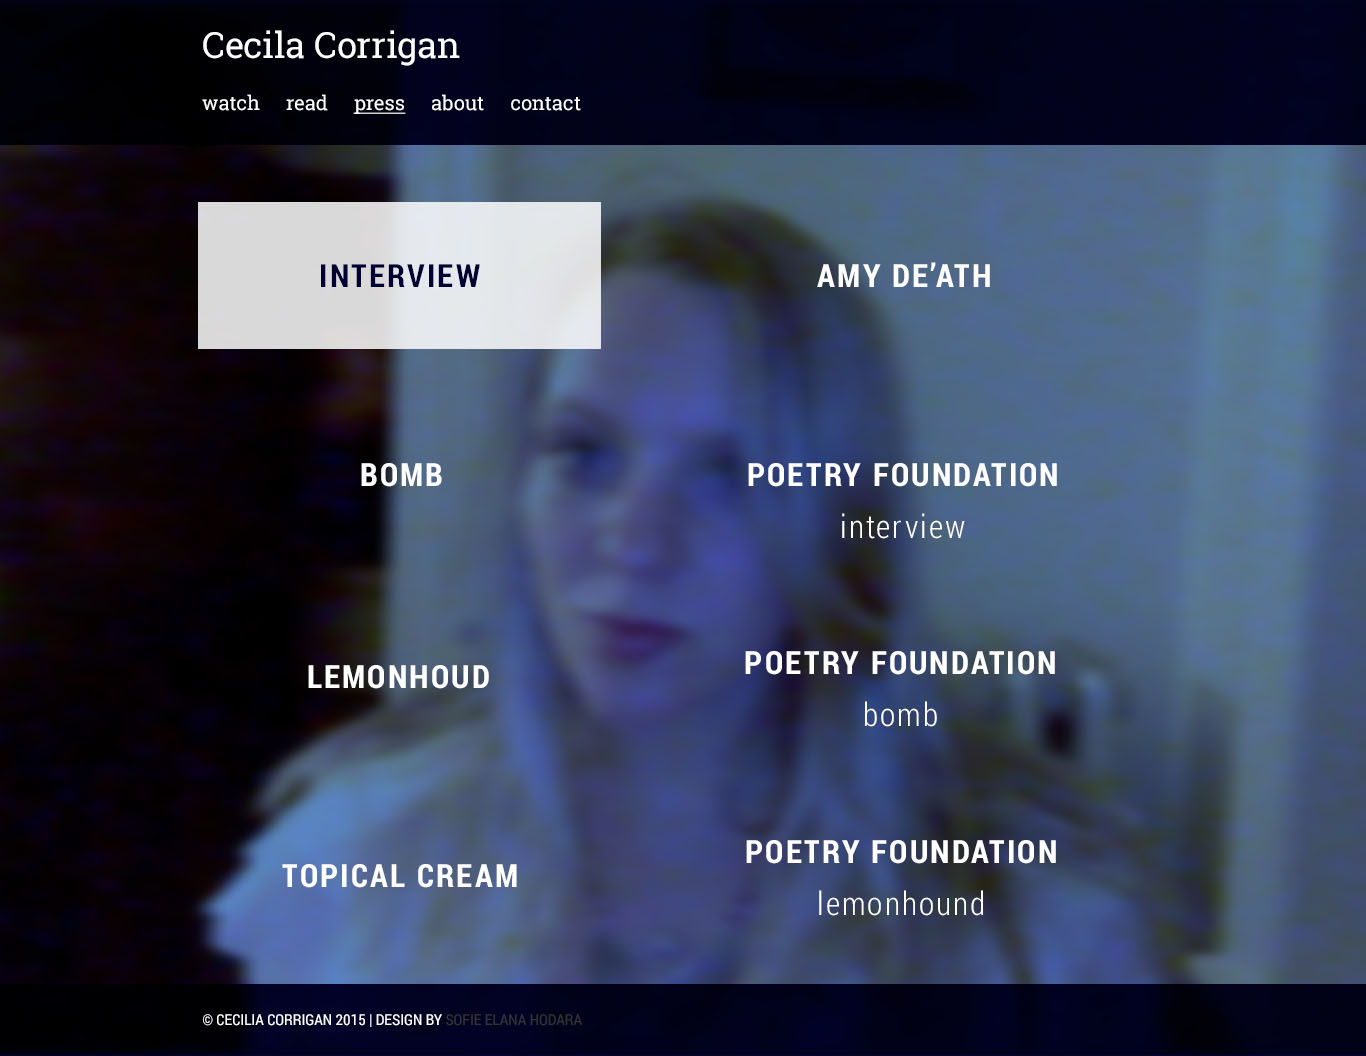 Cecila Corrigan
watch read press about contact
INTERVIEW
AMY DE’ATH
BOMB
POETRY FOUNDATION
interview
LEMONHOUD
POETRY FOUNDATION
bomb
TOPICAL CREAM
POETRY FOUNDATION
lemonhound
© CECILIA CORRIGAN 2015 | DESIGN BY SOFIE ELANA HODARA